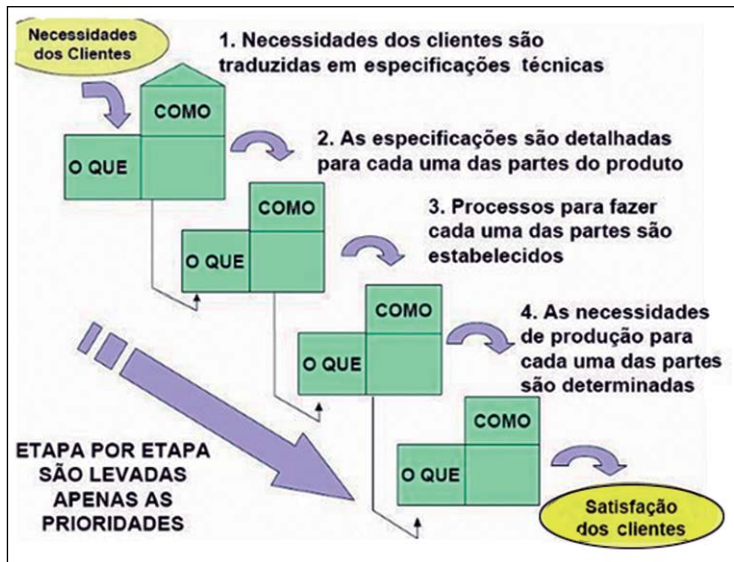 Necessidades
dos Clientes
1. Necessidades dos clientes são
traduzidas em especificações técnicas
COMO
O QUE
2. As especificações são detalhadas
para cada uma das partes do produto
COMO
O QUE
3. Processos para fazer
cada uma das partes são
estabelecidos
COMO
O QUE
4. As necessidades
de produção para
cada uma das partes
são determinadas
COMO
O QUE
ETAPA POR ETAPA
SÃO LEVADAS
APENAS AS
PRIORIDADES
Satisfação
dos clientes